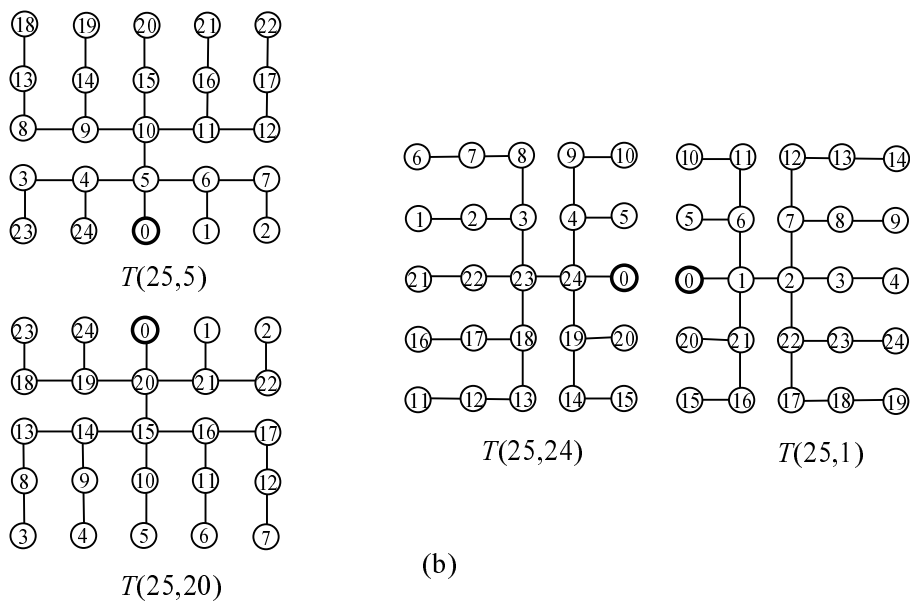 18 19 20 21 22
13 14 15 16 17
8 9 10 11 12
3 4 5 6 7
23 24 0 1 2
T(25,5)
23 24 0 1 2
18 19 20 21 22
13 14 15 16 17
8 9 10 11 12
3 4 5 6 7
T(25,20)
6 7 8 9 10
1 2 3 4 5
21 22 23 24 0
16 17 18 19 20
11 12 13 14 15
T(25,24)
10 11 12 13 14
5 6 7 8 9
0 1 2 3 4
20 21 22 23 24
15 16 17 18 19
T(25,1)
(b)